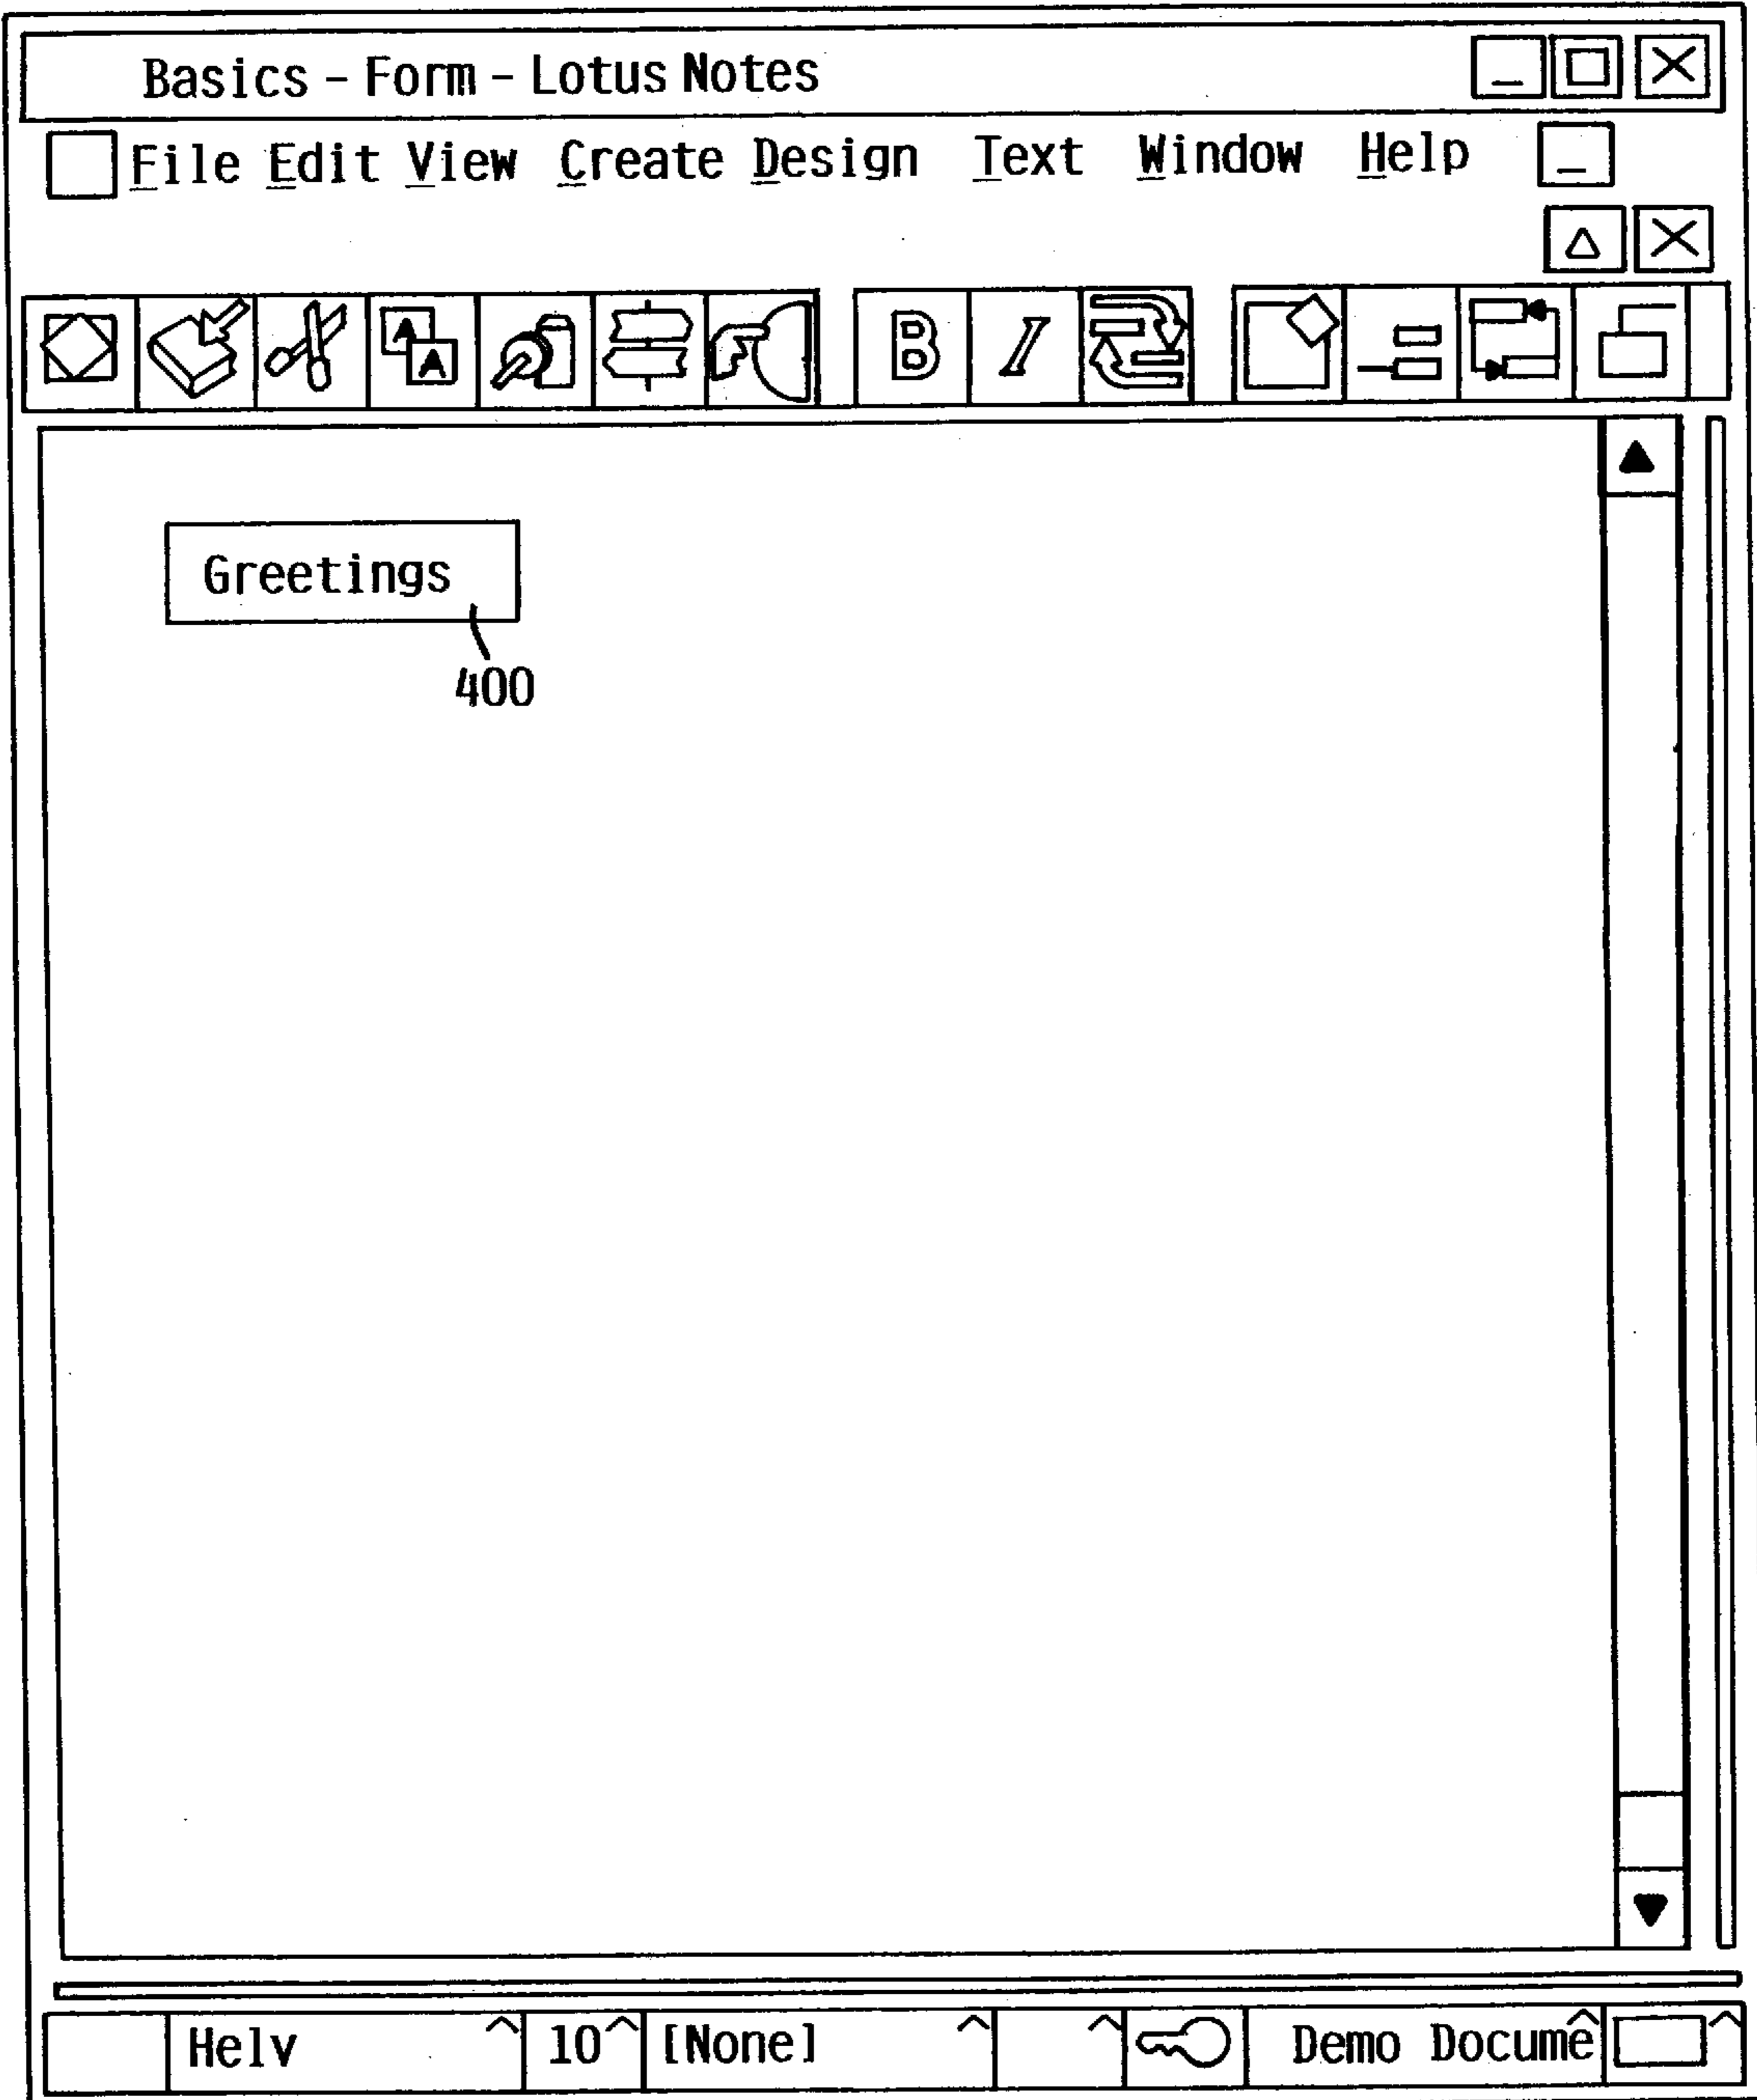 Basics - Form - Lotus Notes
File Edit View Create Design Text Window Help
A A B I
Greetings
400
Helv 10 [None] Demo Docume